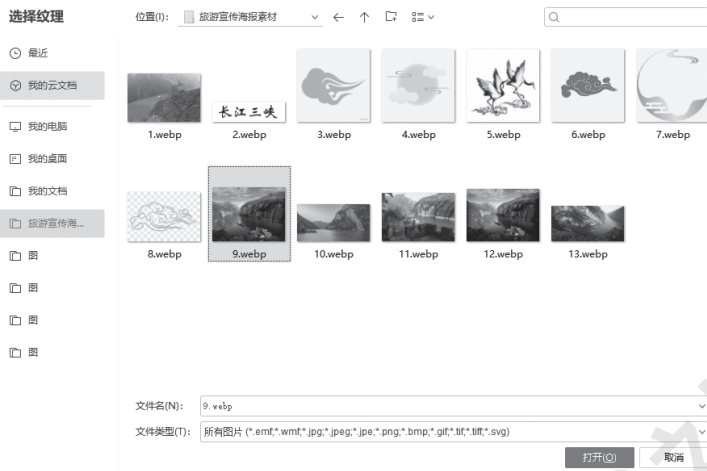 选择纹理
位置(I): 旅游宣传海报素材
最近
我的云文档
我的电脑
我的桌面
我的文档
旅游宣传海...
图
图
图
图
1.webp
长江三峡
2.webp
3.webp
4.webp
5.webp
6.webp
7.webp
8.webp
9.webp
10.webp
11.webp
12.webp
13.webp
文件名(N): 9.webp
文件类型(T): 所有图片 (*.emf;*.wmf;*.jpg;*.jpeg;*.jpe;*.png;*.bmp;*.gif;*.tif;*.tiff;*.svg)
打开(O)
取消